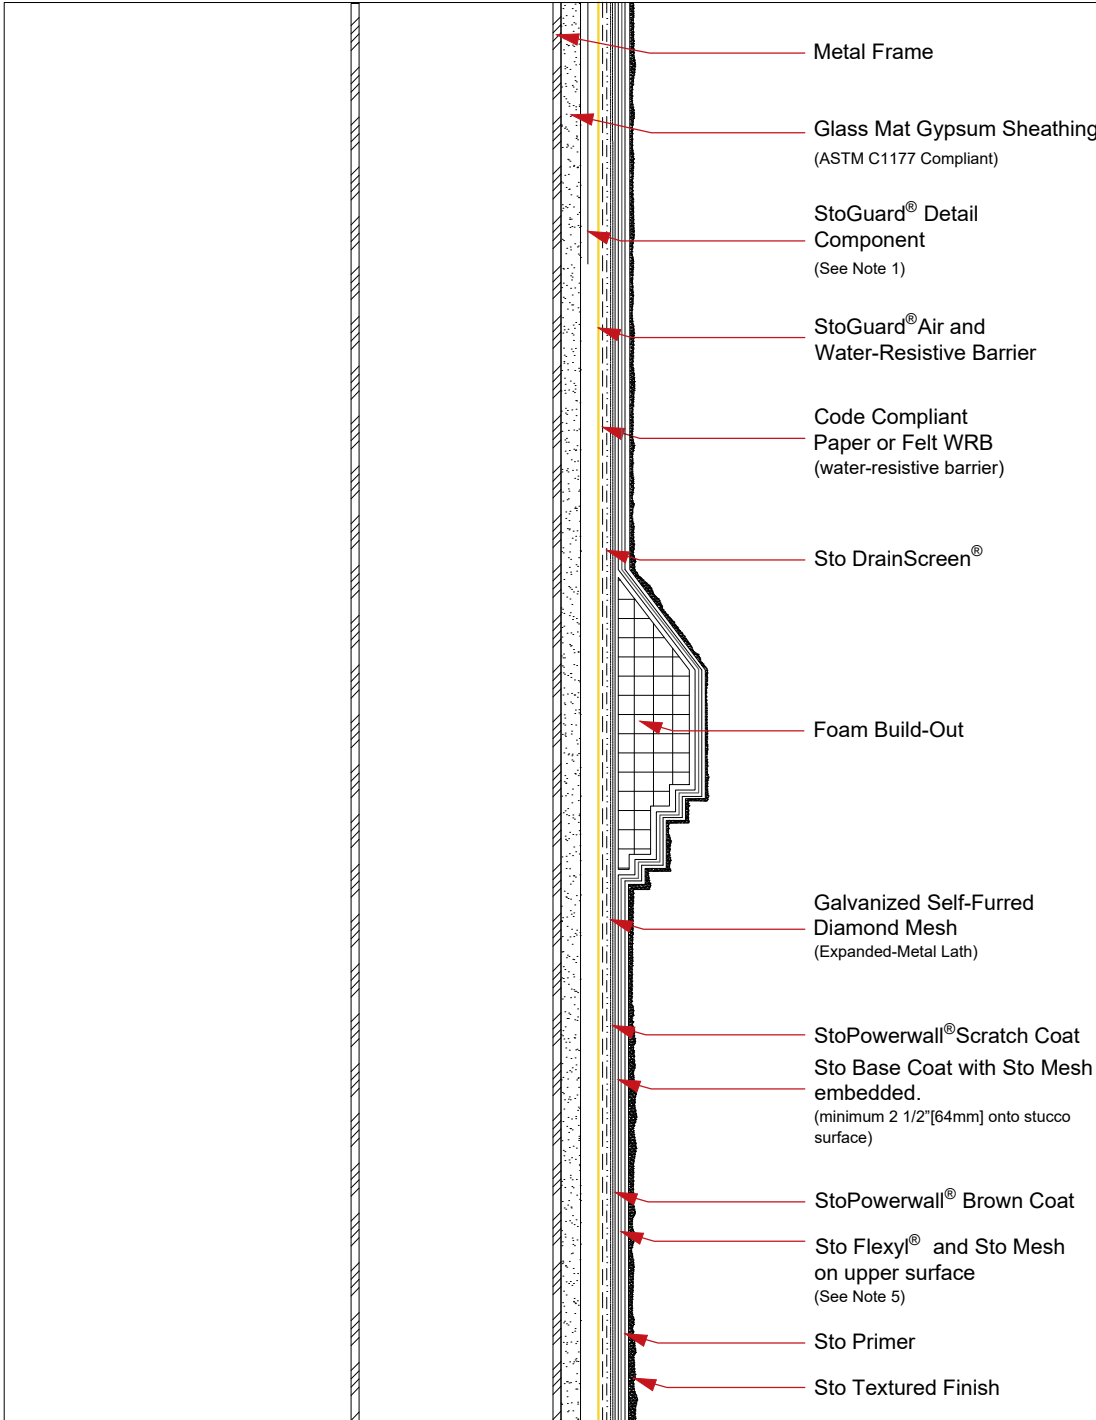 Metal Frame
Glass Mat Gypsum Sheathing
(ASTM C1177 Compliant)
StoGuard® Detail
Component
(See Note 1)
StoGuard® Air and
Water-Resistive Barrier
Code Compliant
Paper or Felt WRB
(water-resistive barrier)
Sto DrainScreen®
Foam Build-Out
Galvanized Self-Furred
Diamond Mesh
(Expanded-Metal Lath)
StoPowerwall® Scratch Coat
Sto Base Coat with Sto Mesh
embedded.
(minimum 2 1/2"[64mm] onto stucco
surface)
StoPowerwall® Brown Coat
Sto Flexyl® and Sto Mesh
on upper surface
(See Note 5)
Sto Primer
Sto Textured Finish